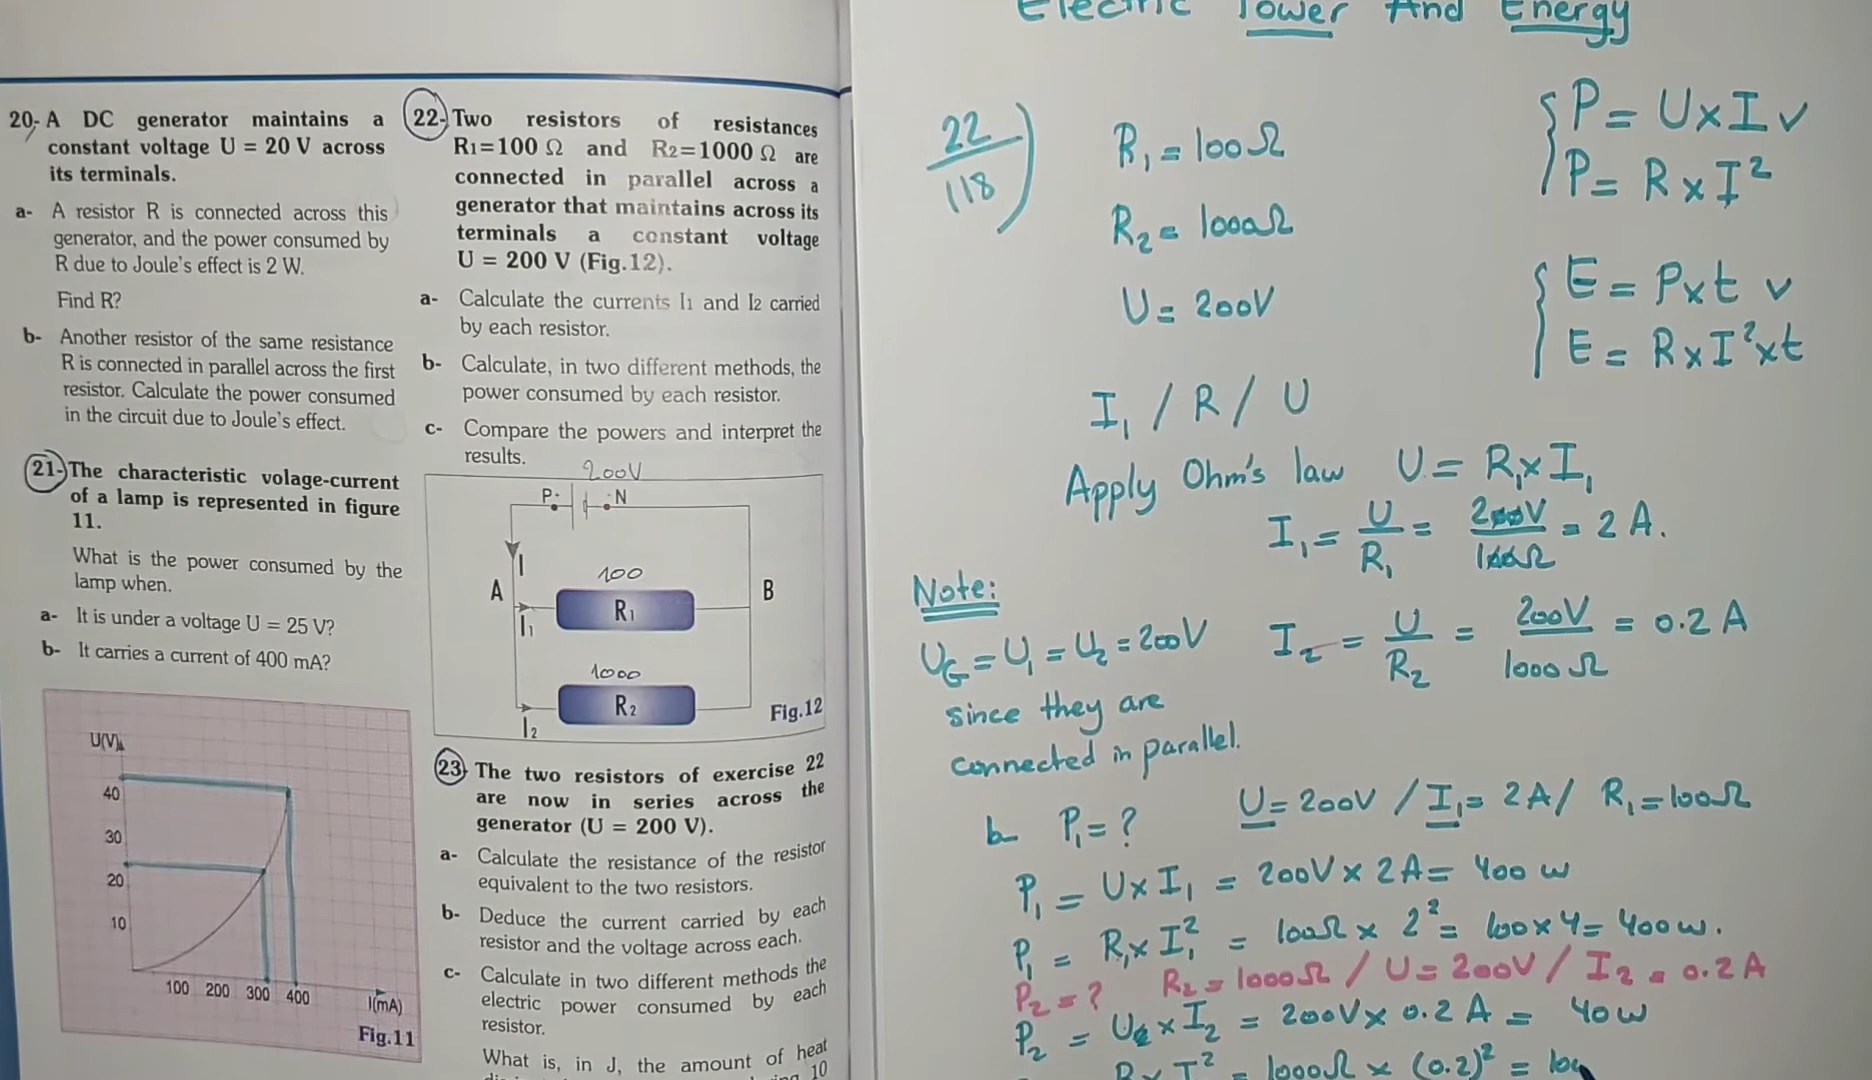 20- A DC generator maintains a
constant voltage U = 20 V across
its terminals.
a- A resistor R is connected across this
generator, and the power consumed by
R due to Joule's effect is 2 W.
Find R?
b- Another resistor of the same resistance
R is connected in parallel across the first
resistor. Calculate the power consumed
in the circuit due to Joule's effect.
21- The characteristic volage-current
of a lamp is represented in figure
11.
What is the power consumed by the
lamp when.
a- It is under a voltage U = 25 V?
b- It carries a current of 400 mA?
U(V)
40
30
20
10
100 200 300 400
I(mA)
Fig.11
22- Two resistors of resistances
R1=100 Ω and R2=1000 Ω are
connected in parallel across a
generator that maintains across its
terminals a constant voltage
U = 200 V (Fig.12).
a- Calculate the currents I1 and I2 carried
by each resistor.
b- Calculate, in two different methods, the
power consumed by each resistor.
c- Compare the powers and interpret the
results.
200V
P N
I
100
A R1 B
I1
1000
R2
I2
Fig.12
23- The two resistors of exercise 22
are now in series across the
generator (U = 200 V).
a- Calculate the resistance of the resistor
equivalent to the two resistors.
b- Deduce the current carried by each
resistor and the voltage across each.
c- Calculate in two different methods the
electric power consumed by each
resistor.
What is, in J, the amount of heat
10
Electric Power And Energy
22/118)
R₁ = 100Ω
R₂ = 1000Ω
U = 200V
P = U×I ✓
P = R×I²
E = P×t ✓
E = R×I²×t
I₁ / R / U
Apply Ohm's law U = R₁×I₁
I₁ = U/R₁ = 200V/100Ω = 2 A.
Note:
U_G = U₁ = U₂ = 200V
since they are
connected in parallel.
I₂ = U/R₂ = 200V/1000Ω = 0.2 A
b P₁ = ? U = 200V / I₁ = 2A / R₁ = 100Ω
P₁ = U×I₁ = 200V × 2A = 400 w
P₁ = R₁×I₁² = 100Ω × 2² = 100×4 = 400w.
P₂ = ? R₂ = 1000Ω / U = 200V / I₂ = 0.2 A
P₂ = U₂×I₂ = 200V × 0.2 A = 40 w
= 1000Ω × (0.2)² =